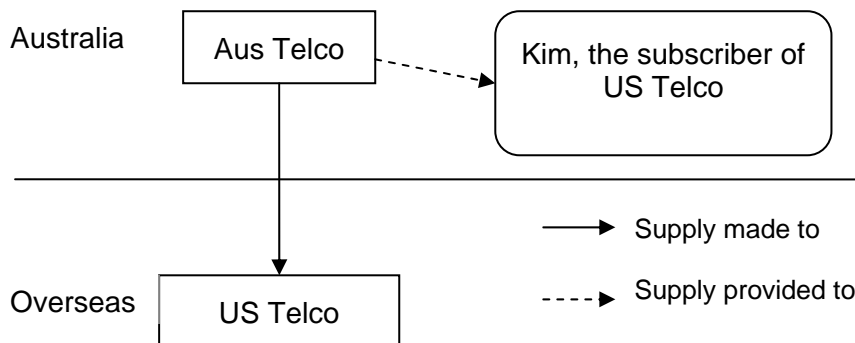 Australia
Aus Telco
Kim, the subscriber of
US Telco
Supply made to
Overseas
US Telco
Supply provided to